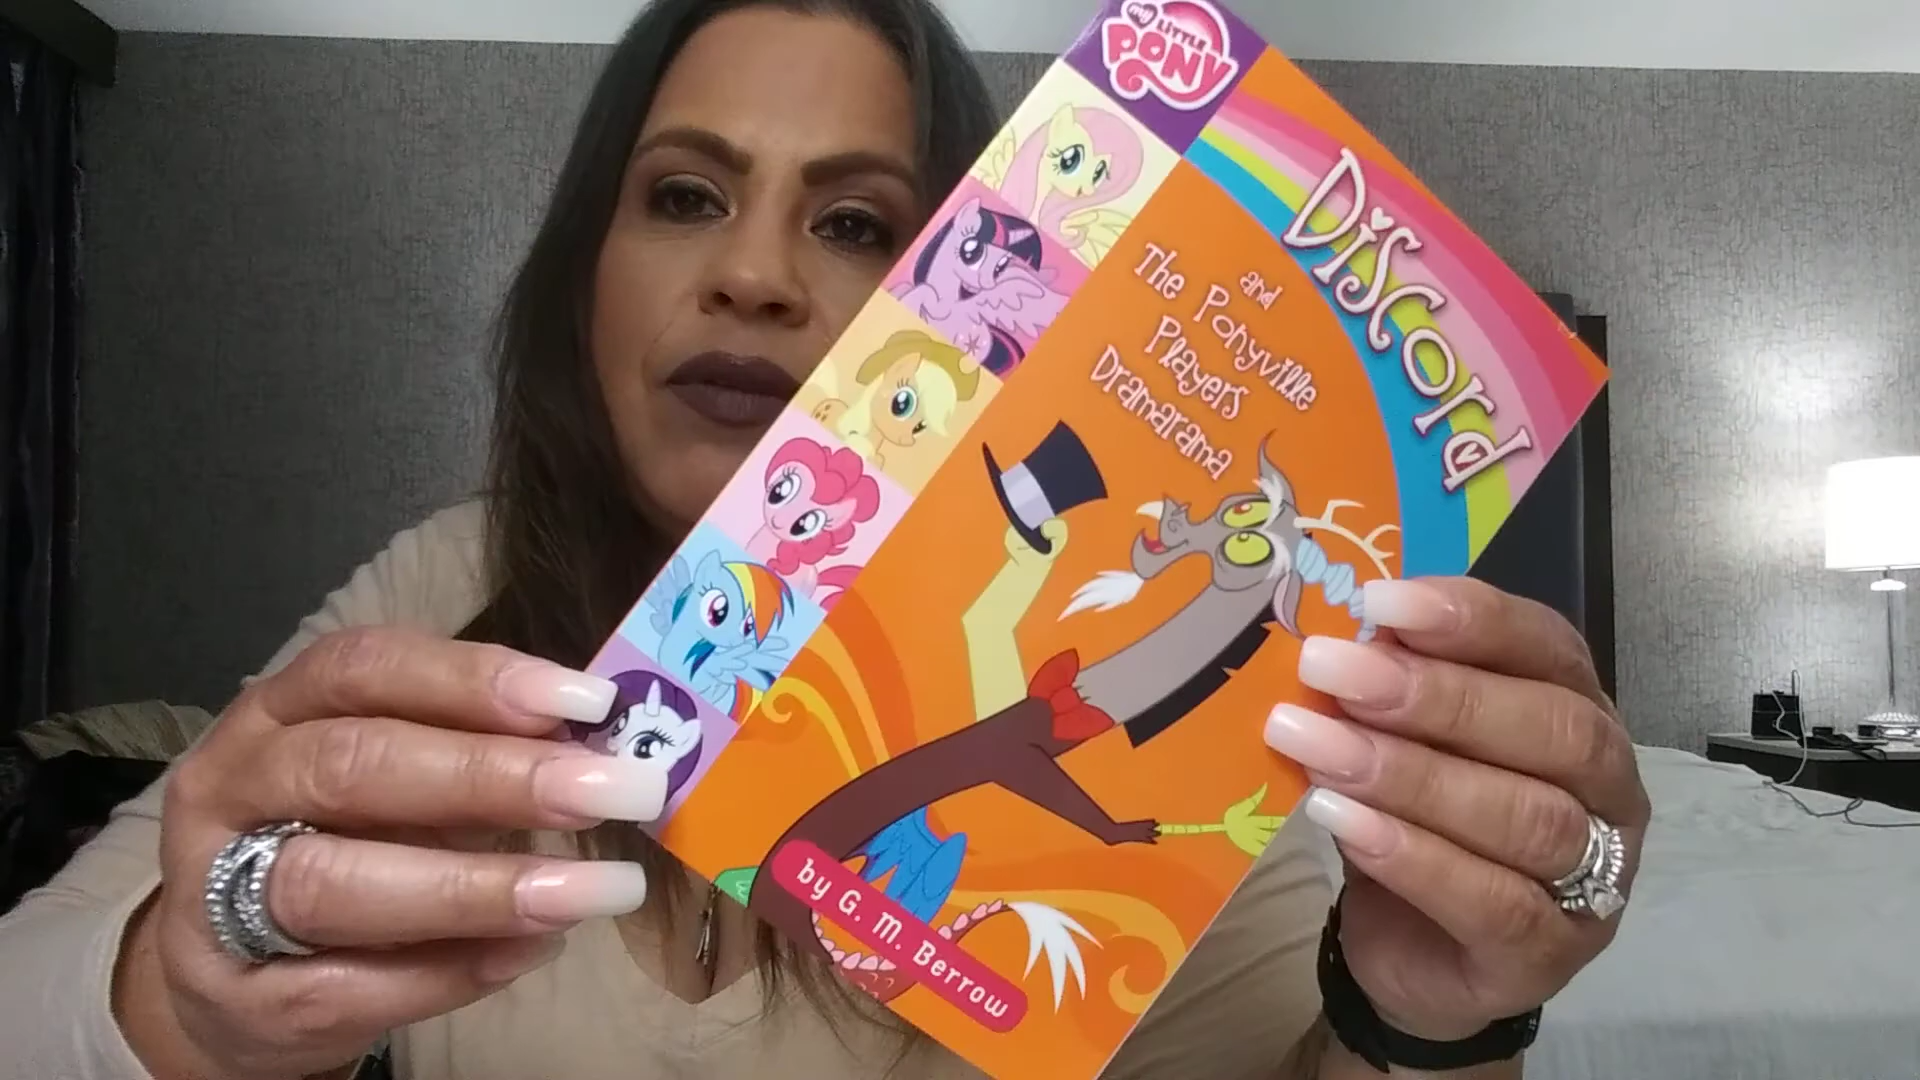 my
LITTLE
PONY
Discord
and
The Ponyville
Players
Dramarama
by G. M. Berrow